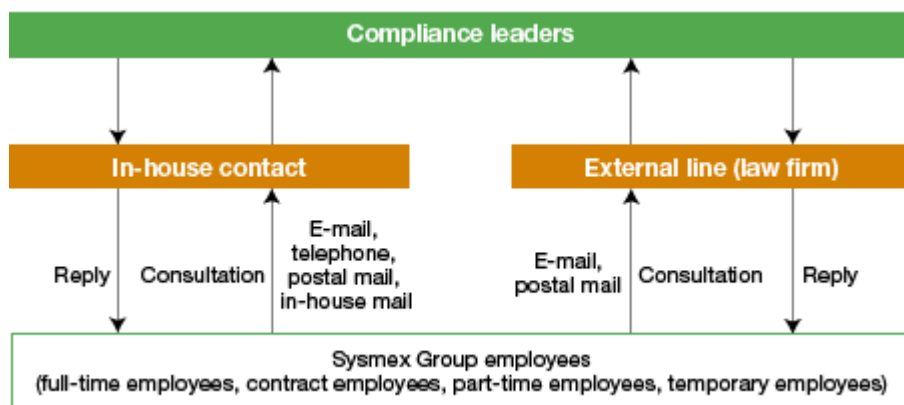 Compliance leaders
In-house contact
External line (law firm)
Reply
Consultation
E-mail,
telephone,
postal mail,
in-house mail
E-mail,
postal mail
Consultation
Reply
Sysmex Group employees
(full-time employees, contract employees, part-time employees, temporary employees)